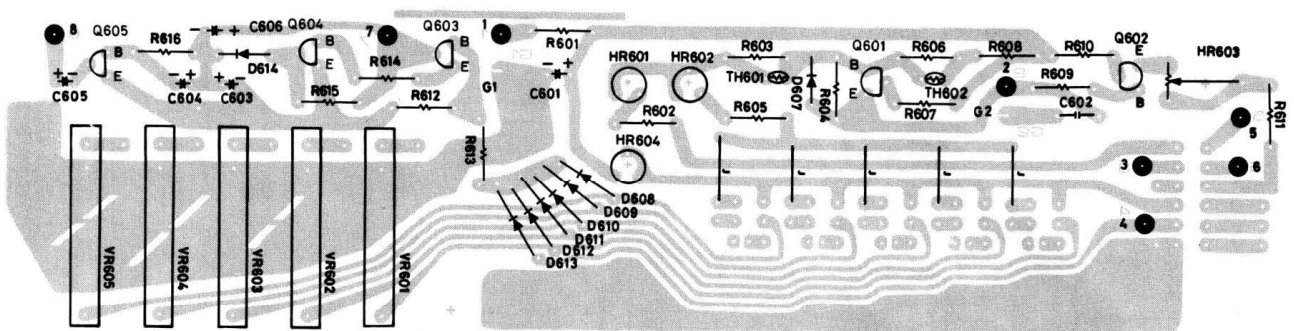 8
Q605
B
E
R616
C606
Q604
B
E
7
Q603
B
E
1
R601
D614
R614
C605
C604
C603
R615
R612
G1
C601
R613
HR601
HR602
R603
TH601
D607
R604
Q601
B
E
R606
TH602
R607
R608
2
G2
R610
R609
C602
Q602
E
B
HR603
R611
R602
R605
HR604
5
3
6
4
D608
D609
D610
D611
D612
D613
VR605
VR604
VR603
VR602
VR601
J
J
J
J
J